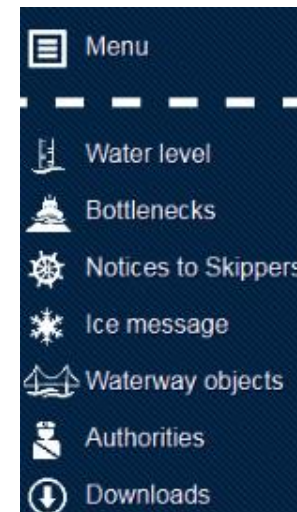 Menu
Water level
Bottlenecks
Notices to Skippers
Ice message
Waterway objects
Authorities
Downloads